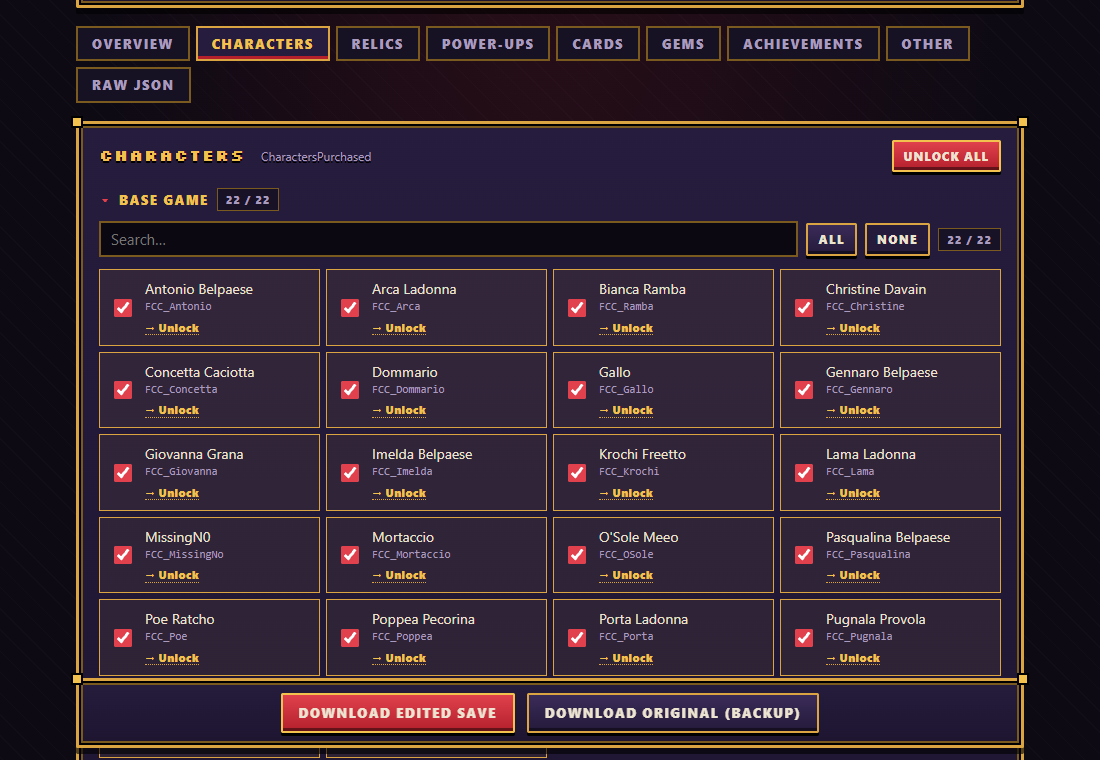 OVERVIEW CHARACTERS RELICS POWER-UPS CARDS GEMS ACHIEVEMENTS OTHER
RAW JSON
CHARACTERS CharactersPurchased UNLOCK ALL
BASE GAME 22 / 22
Search... ALL NONE 22 / 22
Antonio Belpaese Arca Ladonna Bianca Ramba Christine Davain
FCC_Antonio FCC_Arca FCC_Ramba FCC_Christine
→ Unlock → Unlock → Unlock → Unlock
Concetta Caciotta Dommario Gallo Gennaro Belpaese
FCC_Concetta FCC_Dommario FCC_Gallo FCC_Gennaro
→ Unlock → Unlock → Unlock → Unlock
Giovanna Grana Imelda Belpaese Krochi Freetto Lama Ladonna
FCC_Giovanna FCC_Imelda FCC_Krochi FCC_Lama
→ Unlock → Unlock → Unlock → Unlock
MissingN0 Mortaccio O'Sole Meeo Pasqualina Belpaese
FCC_MissingNo FCC_Mortaccio FCC_OSole FCC_Pasqualina
→ Unlock → Unlock → Unlock → Unlock
Poe Ratcho Poppea Pecorina Porta Ladonna Pugnala Provola
FCC_Poe FCC_Poppea FCC_Porta FCC_Pugnala
→ Unlock → Unlock → Unlock → Unlock
DOWNLOAD EDITED SAVE DOWNLOAD ORIGINAL (BACKUP)